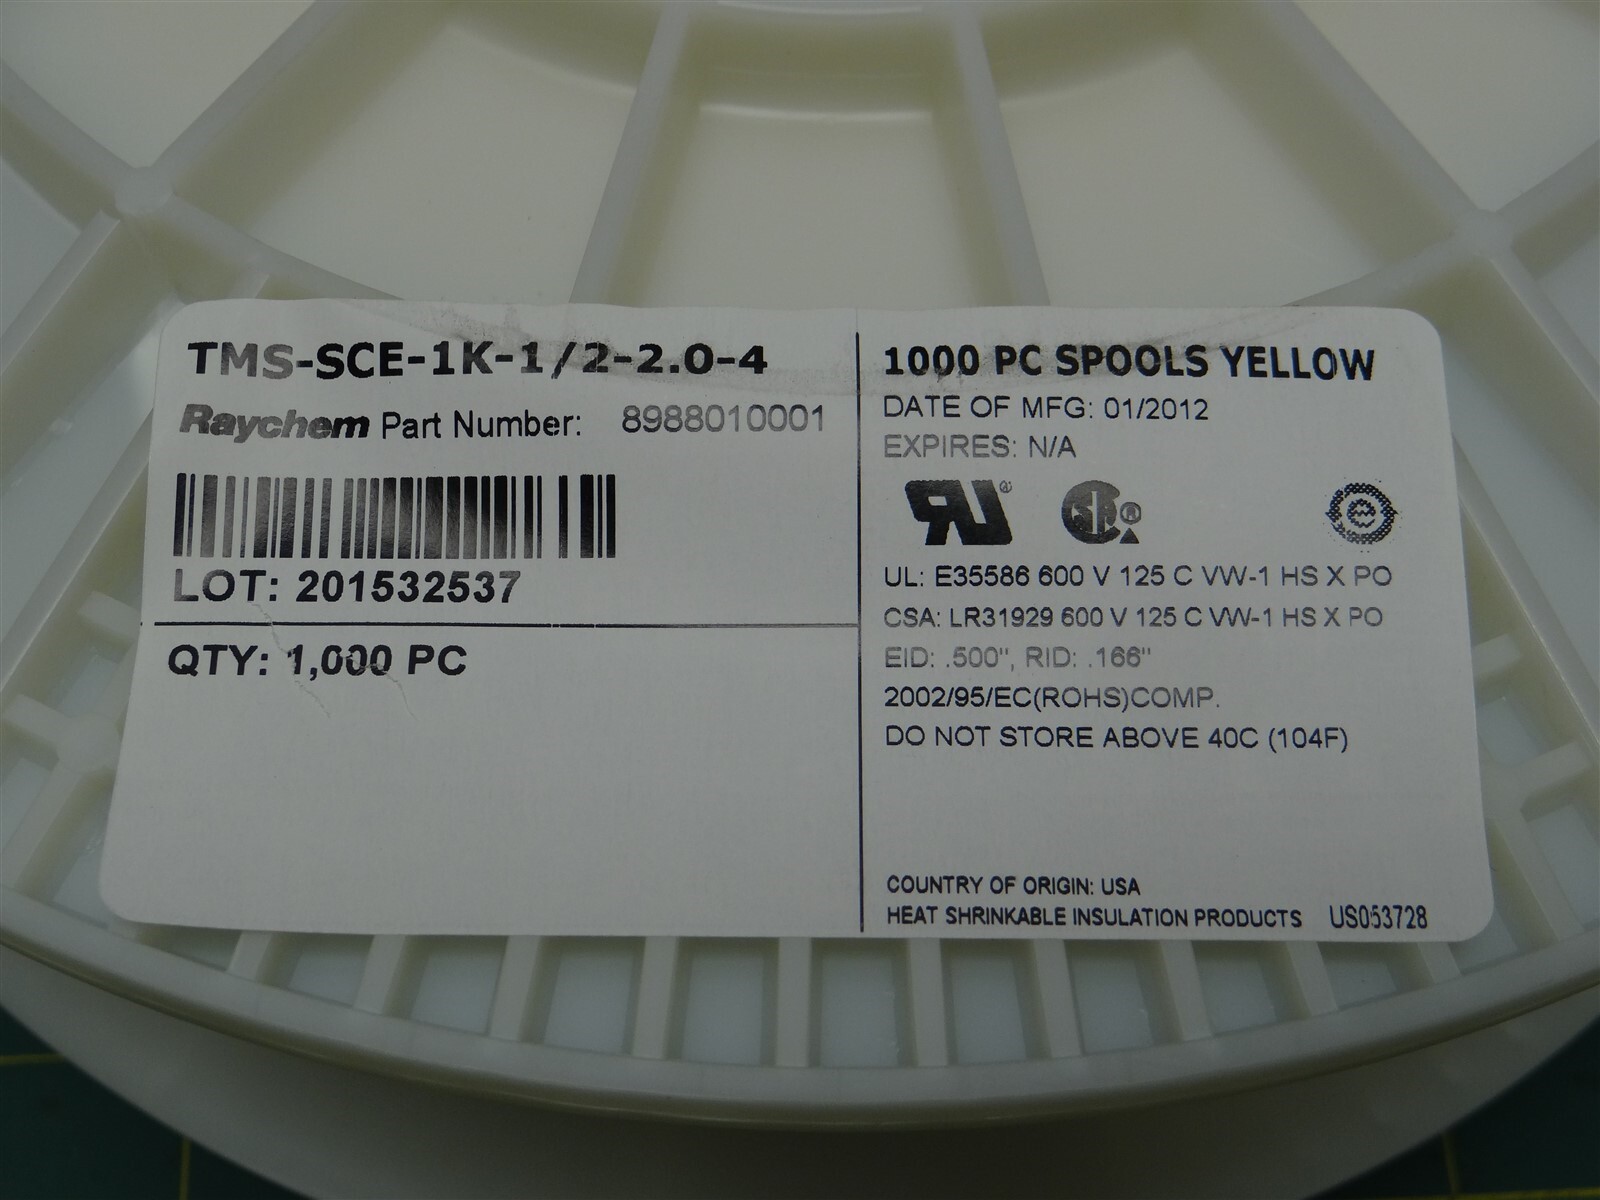 TMS-SCE-1K-1/2-2.0-4
Raychem Part Number: 8988010001
LOT: 201532537
QTY: 1,000 PC
1000 PC SPOOLS YELLOW
DATE OF MFG: 01/2012
EXPIRES: N/A
UL: E35586 600 V 125 C VW-1 HS X PO
CSA: LR31929 600 V 125 C VW-1 HS X PO
EID: .500", RID: .166"
2002/95/EC(ROHS)COMP.
DO NOT STORE ABOVE 40C (104F)
COUNTRY OF ORIGIN: USA
HEAT SHRINKABLE INSULATION PRODUCTS US053728